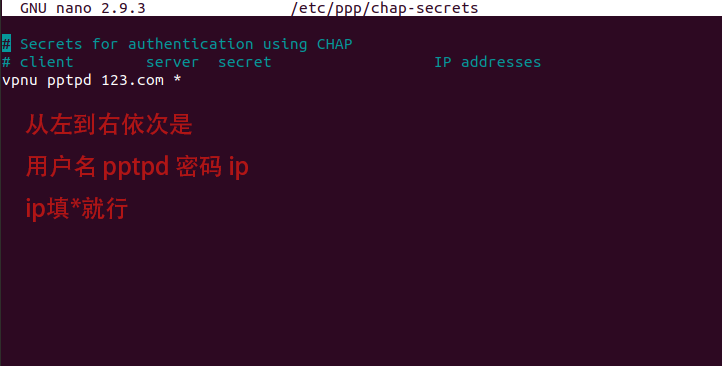 GNU nano 2.9.3 /etc/ppp/chap-secrets
# Secrets for authentication using CHAP
# client server secret IP addresses
vpnu pptpd 123.com *
从左到右依次是
用户名 pptpd 密码 ip
ip填*就行